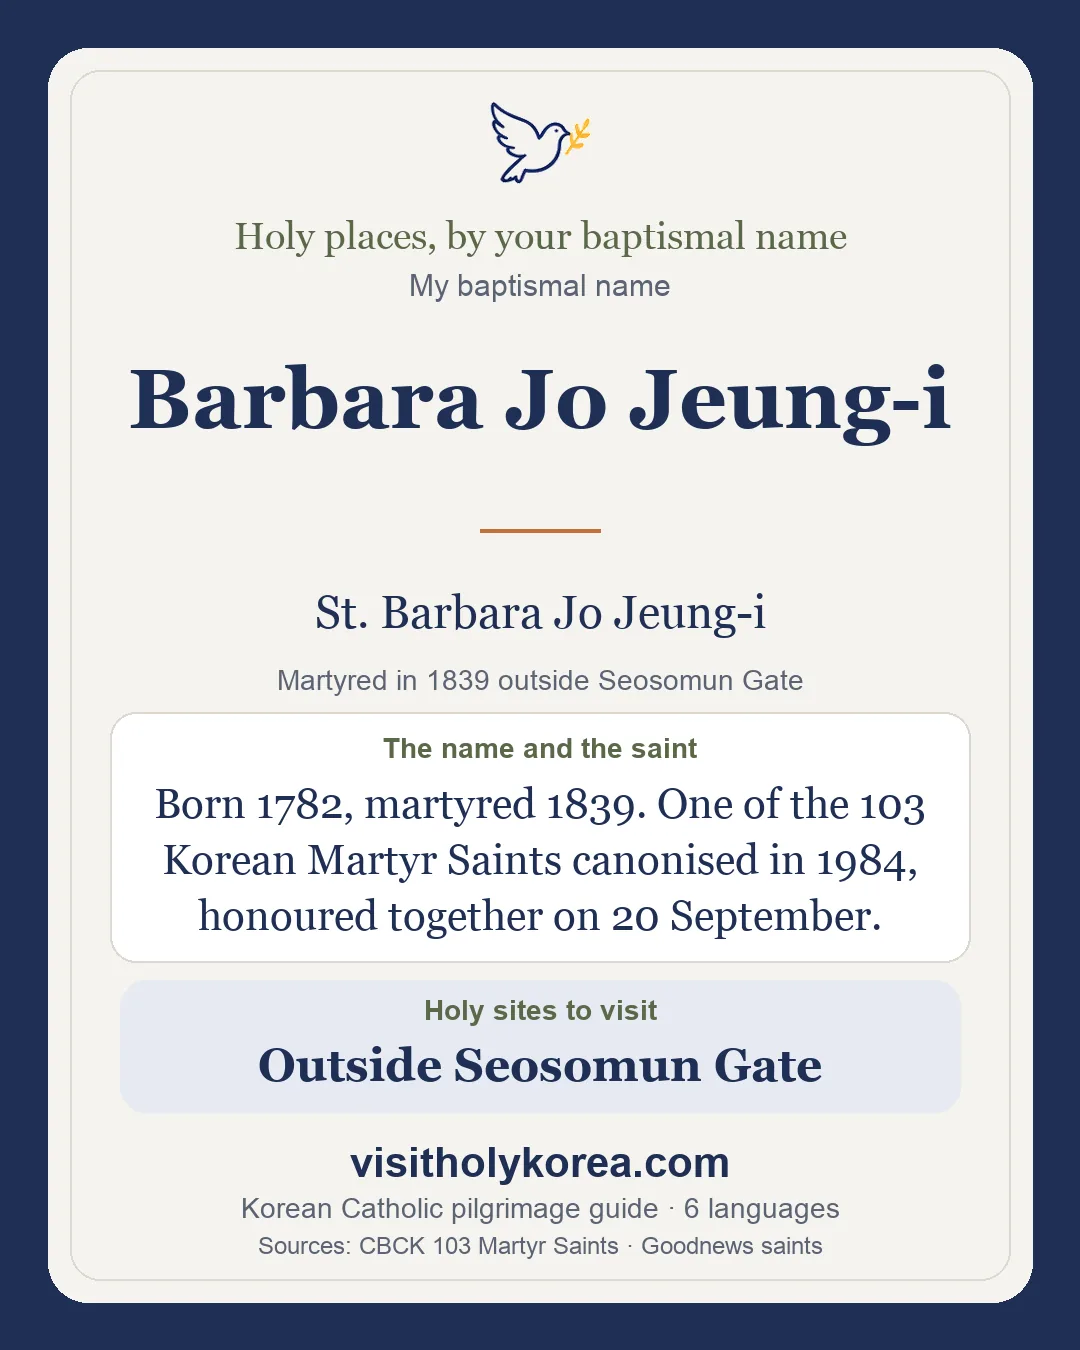 Holy places, by your baptismal name
My baptismal name
Barbara Jo Jeung-i
St. Barbara Jo Jeung-i
Martyred in 1839 outside Seosomun Gate
The name and the saint
Born 1782, martyred 1839. One of the 103
Korean Martyr Saints canonised in 1984,
honoured together on 20 September.
Holy sites to visit
Outside Seosomun Gate
visitholykorea.com
Korean Catholic pilgrimage guide · 6 languages
Sources: CBCK 103 Martyr Saints · Goodnews saints